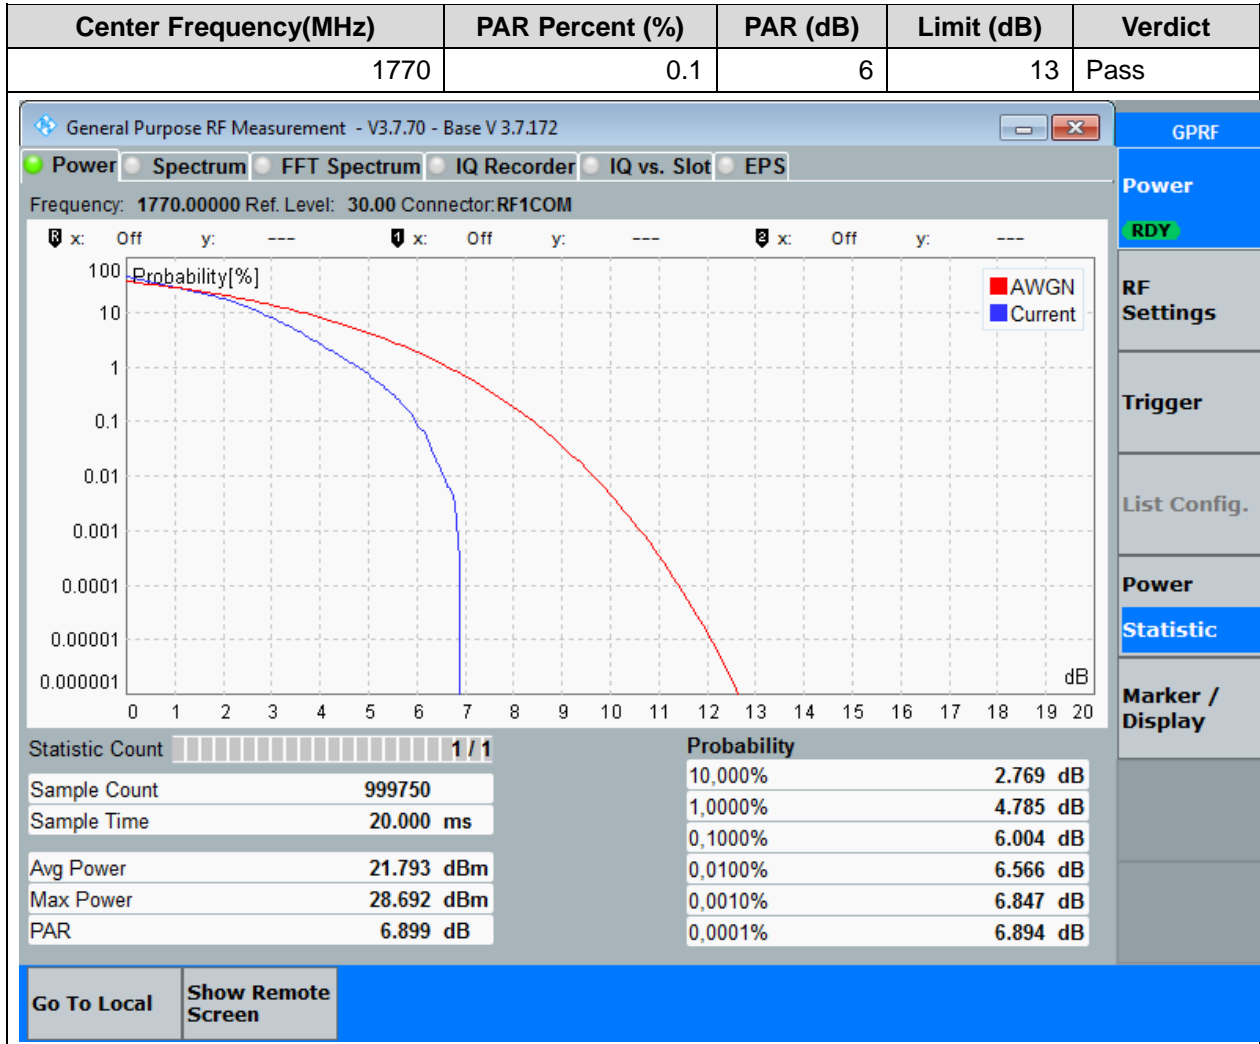 Center Frequency(MHz) PAR Percent (%) PAR (dB) Limit (dB) Verdict
1770 0.1 6 13 Pass
General Purpose RF Measurement - V3.7.70 - Base V 3.7.172
GPRF
Power Spectrum FFT Spectrum IQ Recorder IQ vs. Slot EPS
Frequency: 1770.00000 Ref. Level: 30.00 Connector:RF1COM
R x: Off y: --- 1 x: Off y: --- 2 x: Off y: ---
Power
RDY
RF
Settings
Trigger
List Config.
Power
Statistic
Marker /
Display
Probability[%]
AWGN
Current
100
10
1
0.1
0.01
0.001
0.0001
0.00001
0.000001
dB
0 1 2 3 4 5 6 7 8 9 10 11 12 13 14 15 16 17 18 19 20
Statistic Count 1 / 1
Sample Count 999750
Sample Time 20.000 ms
Avg Power 21.793 dBm
Max Power 28.692 dBm
PAR 6.899 dB
Probability
10,000% 2.769 dB
1,0000% 4.785 dB
0,1000% 6.004 dB
0,0100% 6.566 dB
0,0010% 6.847 dB
0,0001% 6.894 dB
Go To Local
Show Remote
Screen